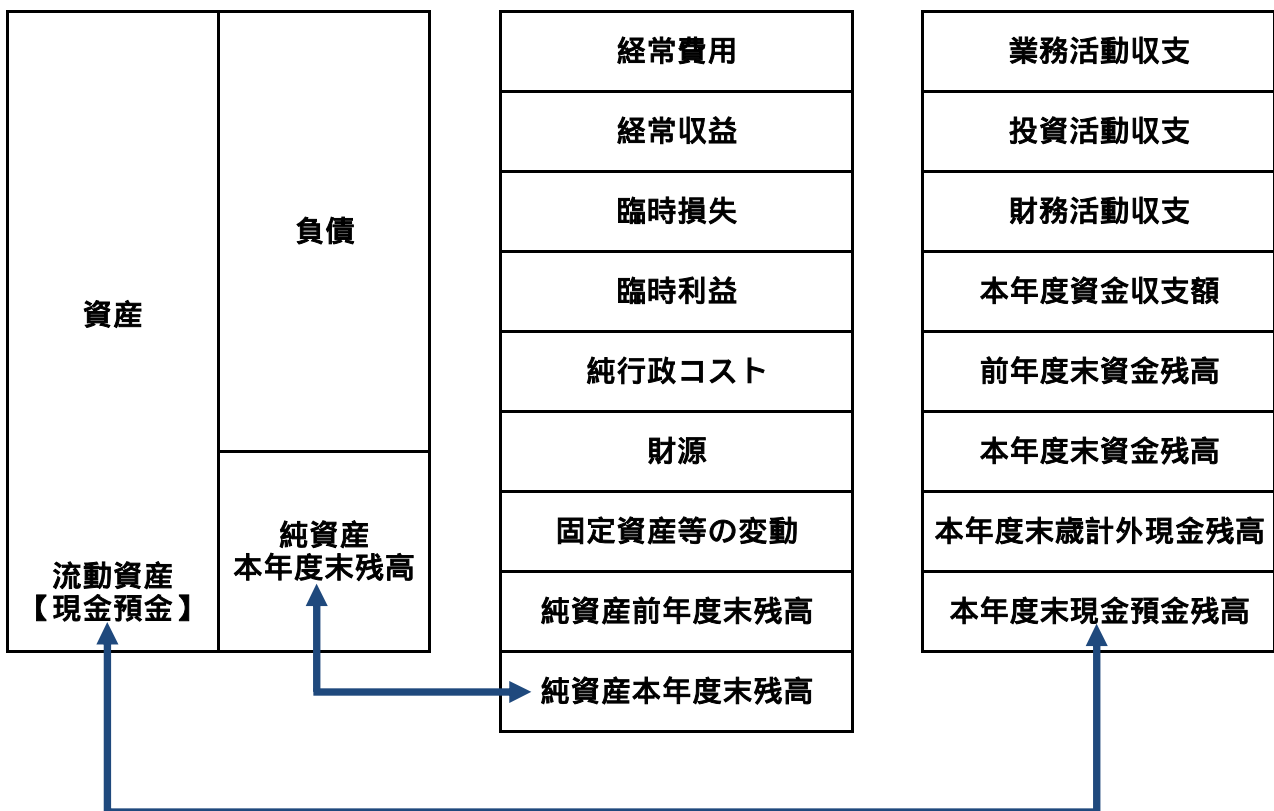 資産
流動資産
【現金預金】
負債
純資産
本年度末残高
経常費用
経常収益
臨時損失
臨時利益
純行政コスト
財源
固定資産等の変動
純資産前年度末残高
純資産本年度末残高
業務活動収支
投資活動収支
財務活動収支
本年度資金収支額
前年度末資金残高
本年度末資金残高
本年度末歳計外現金残高
本年度末現金預金残高